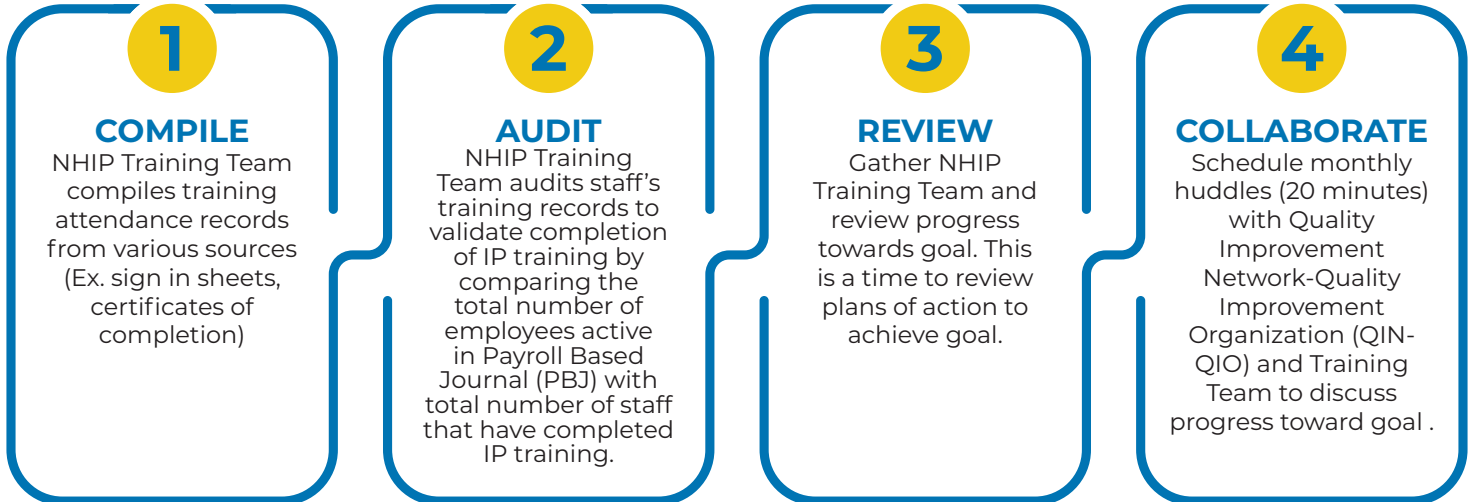 1
COMPILE
NHIP Training Team
compiles training
attendance records
from various sources
(Ex. sign in sheets,
certificates of
completion)
2
AUDIT
NHIP Training
Team audits staff’s
training records to
validate completion
of IP training by
comparing the
total number of
employees active
in Payroll Based
Journal (PBJ) with
total number of staff
that have completed
IP training.
3
REVIEW
Gather NHIP
Training Team and
review progress
towards goal. This
is a time to review
plans of action to
achieve goal.
4
COLLABORATE
Schedule monthly
huddles (20 minutes)
with Quality
Improvement
Network-Quality
Improvement
Organization (QIN-
QIO) and Training
Team to discuss
progress toward goal .